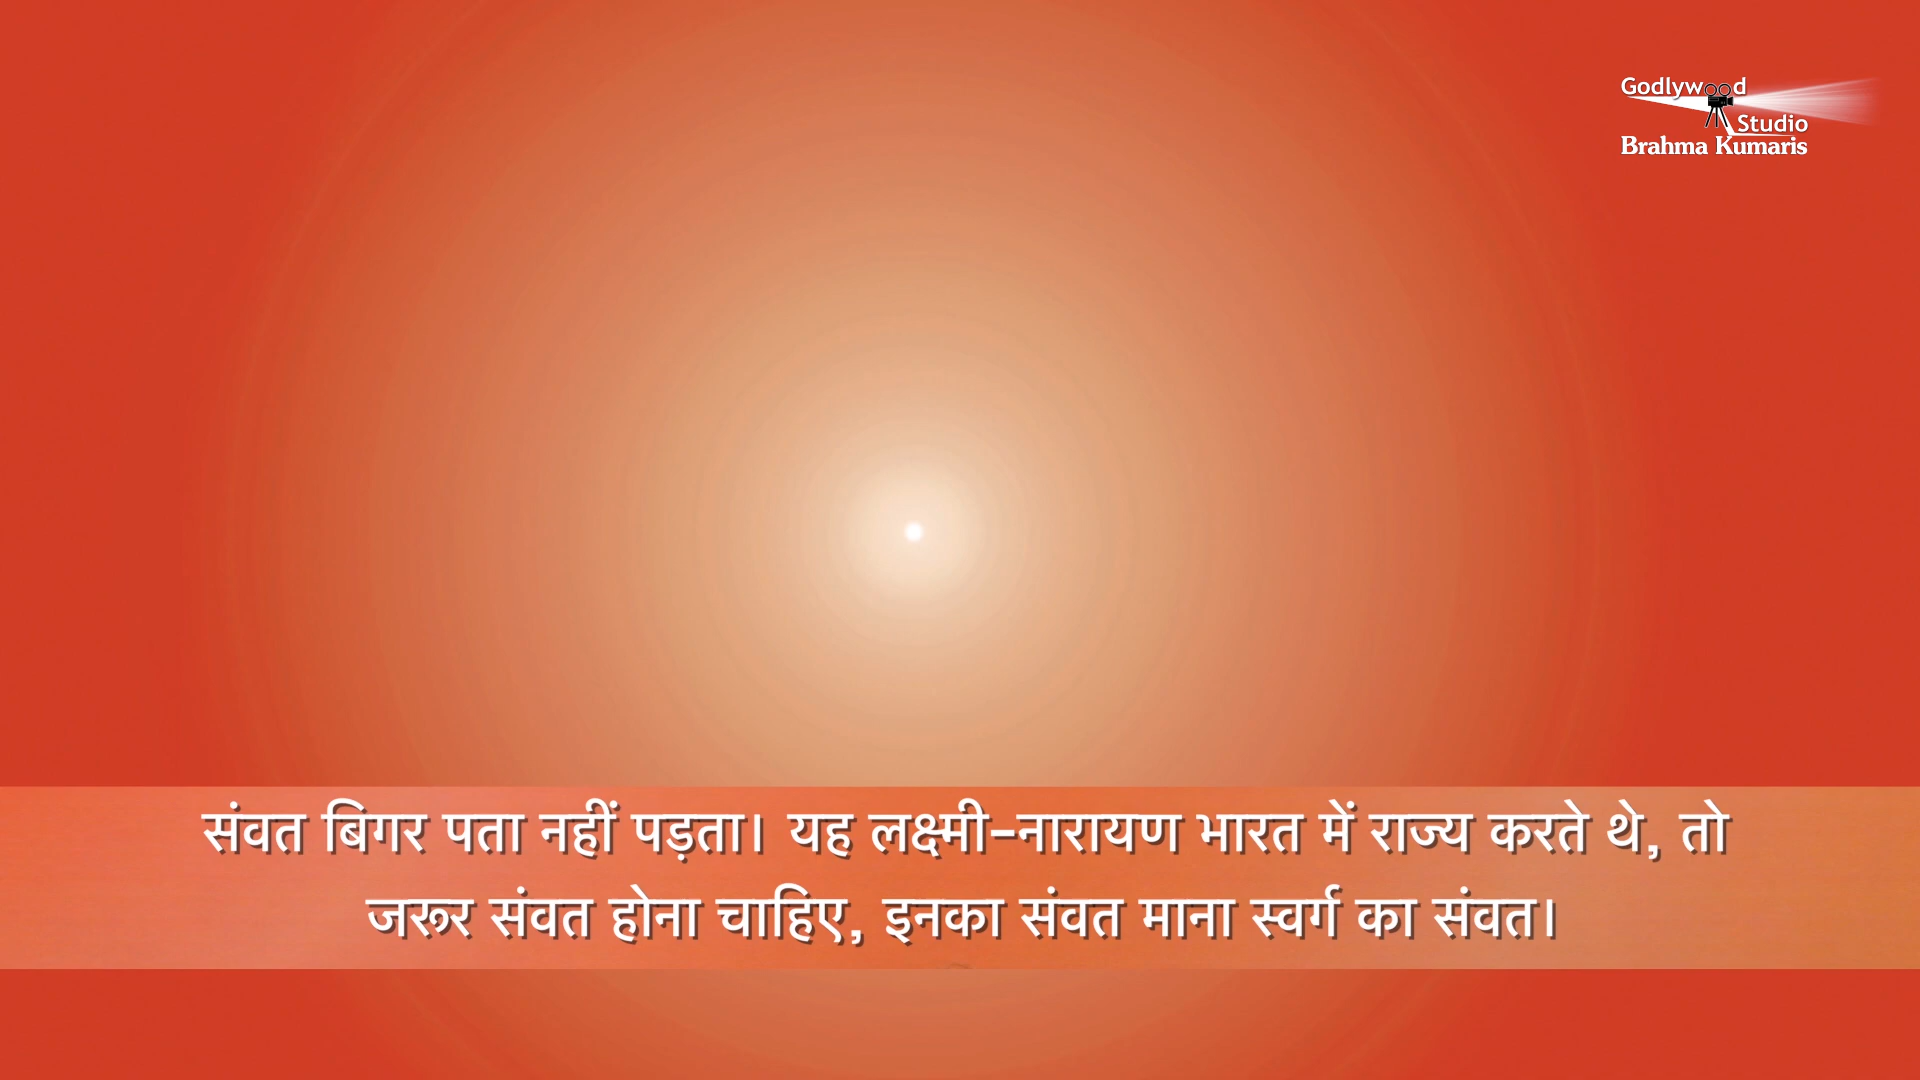 Godlywood
Studio
Brahma Kumaris
संवत बिगर पता नहीं पड़ता। यह लक्ष्मी-नारायण भारत में राज्य करते थे, तो
जरूर संवत होना चाहिए, इनका संवत माना स्वर्ग का संवत।